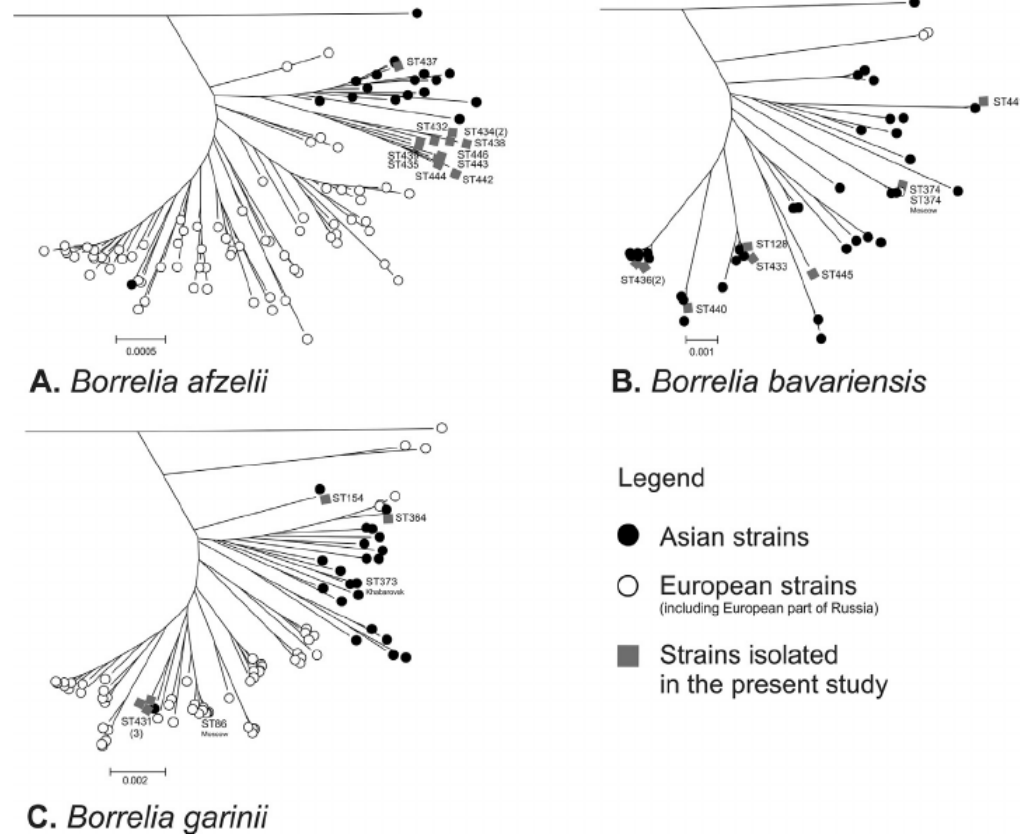 ST437
ST432
ST434(2)
ST438
ST446
ST435
ST443
ST444
ST442
0.0005
A. Borrelia afzelii
ST44
ST374
ST374
Moscow
ST128
ST433
ST445
ST436(2)
ST440
0.001
B. Borrelia bavariensis
ST154
ST364
ST373
Khabarovsk
ST431
(3)
ST86
Moscow
0.002
C. Borrelia garinii
Legend
Asian strains
European strains
(including European part of Russia)
Strains isolated
in the present study